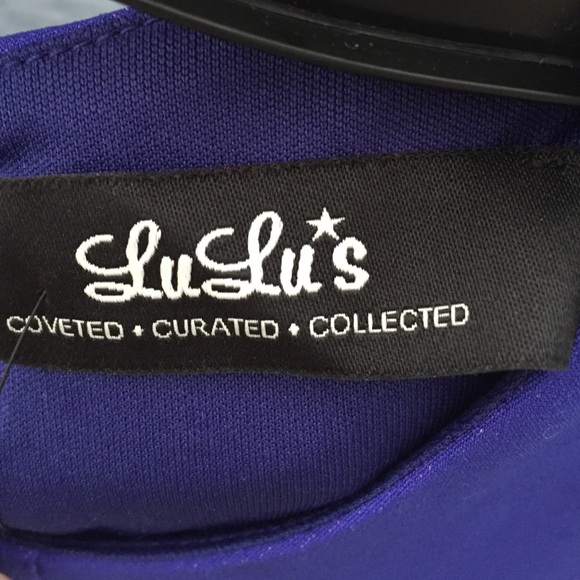 LuLu's
COVETED • CURATED • COLLECTED